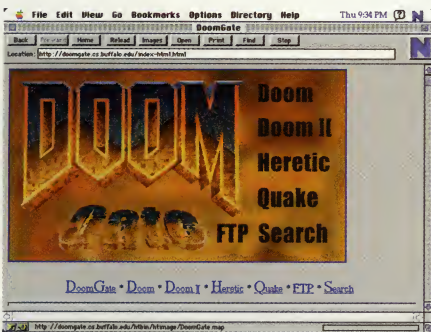 File Edit View Go Bookmarks Options Directory Help Thu 9:34 PM
DoomGate
Back Forward Home Reload Images Open Print Find Stop
Location: http://doomgate.cs.buffalo.edu/index-html.html
DOOM
Gate
Doom
Doom II
Heretic
Quake
FTP Search
DoomGate • Doom • Doom II • Heretic • Quake • FTP • Search
http://doomgate.cs.buffalo.edu/htbin/htimage/DoomGate.map